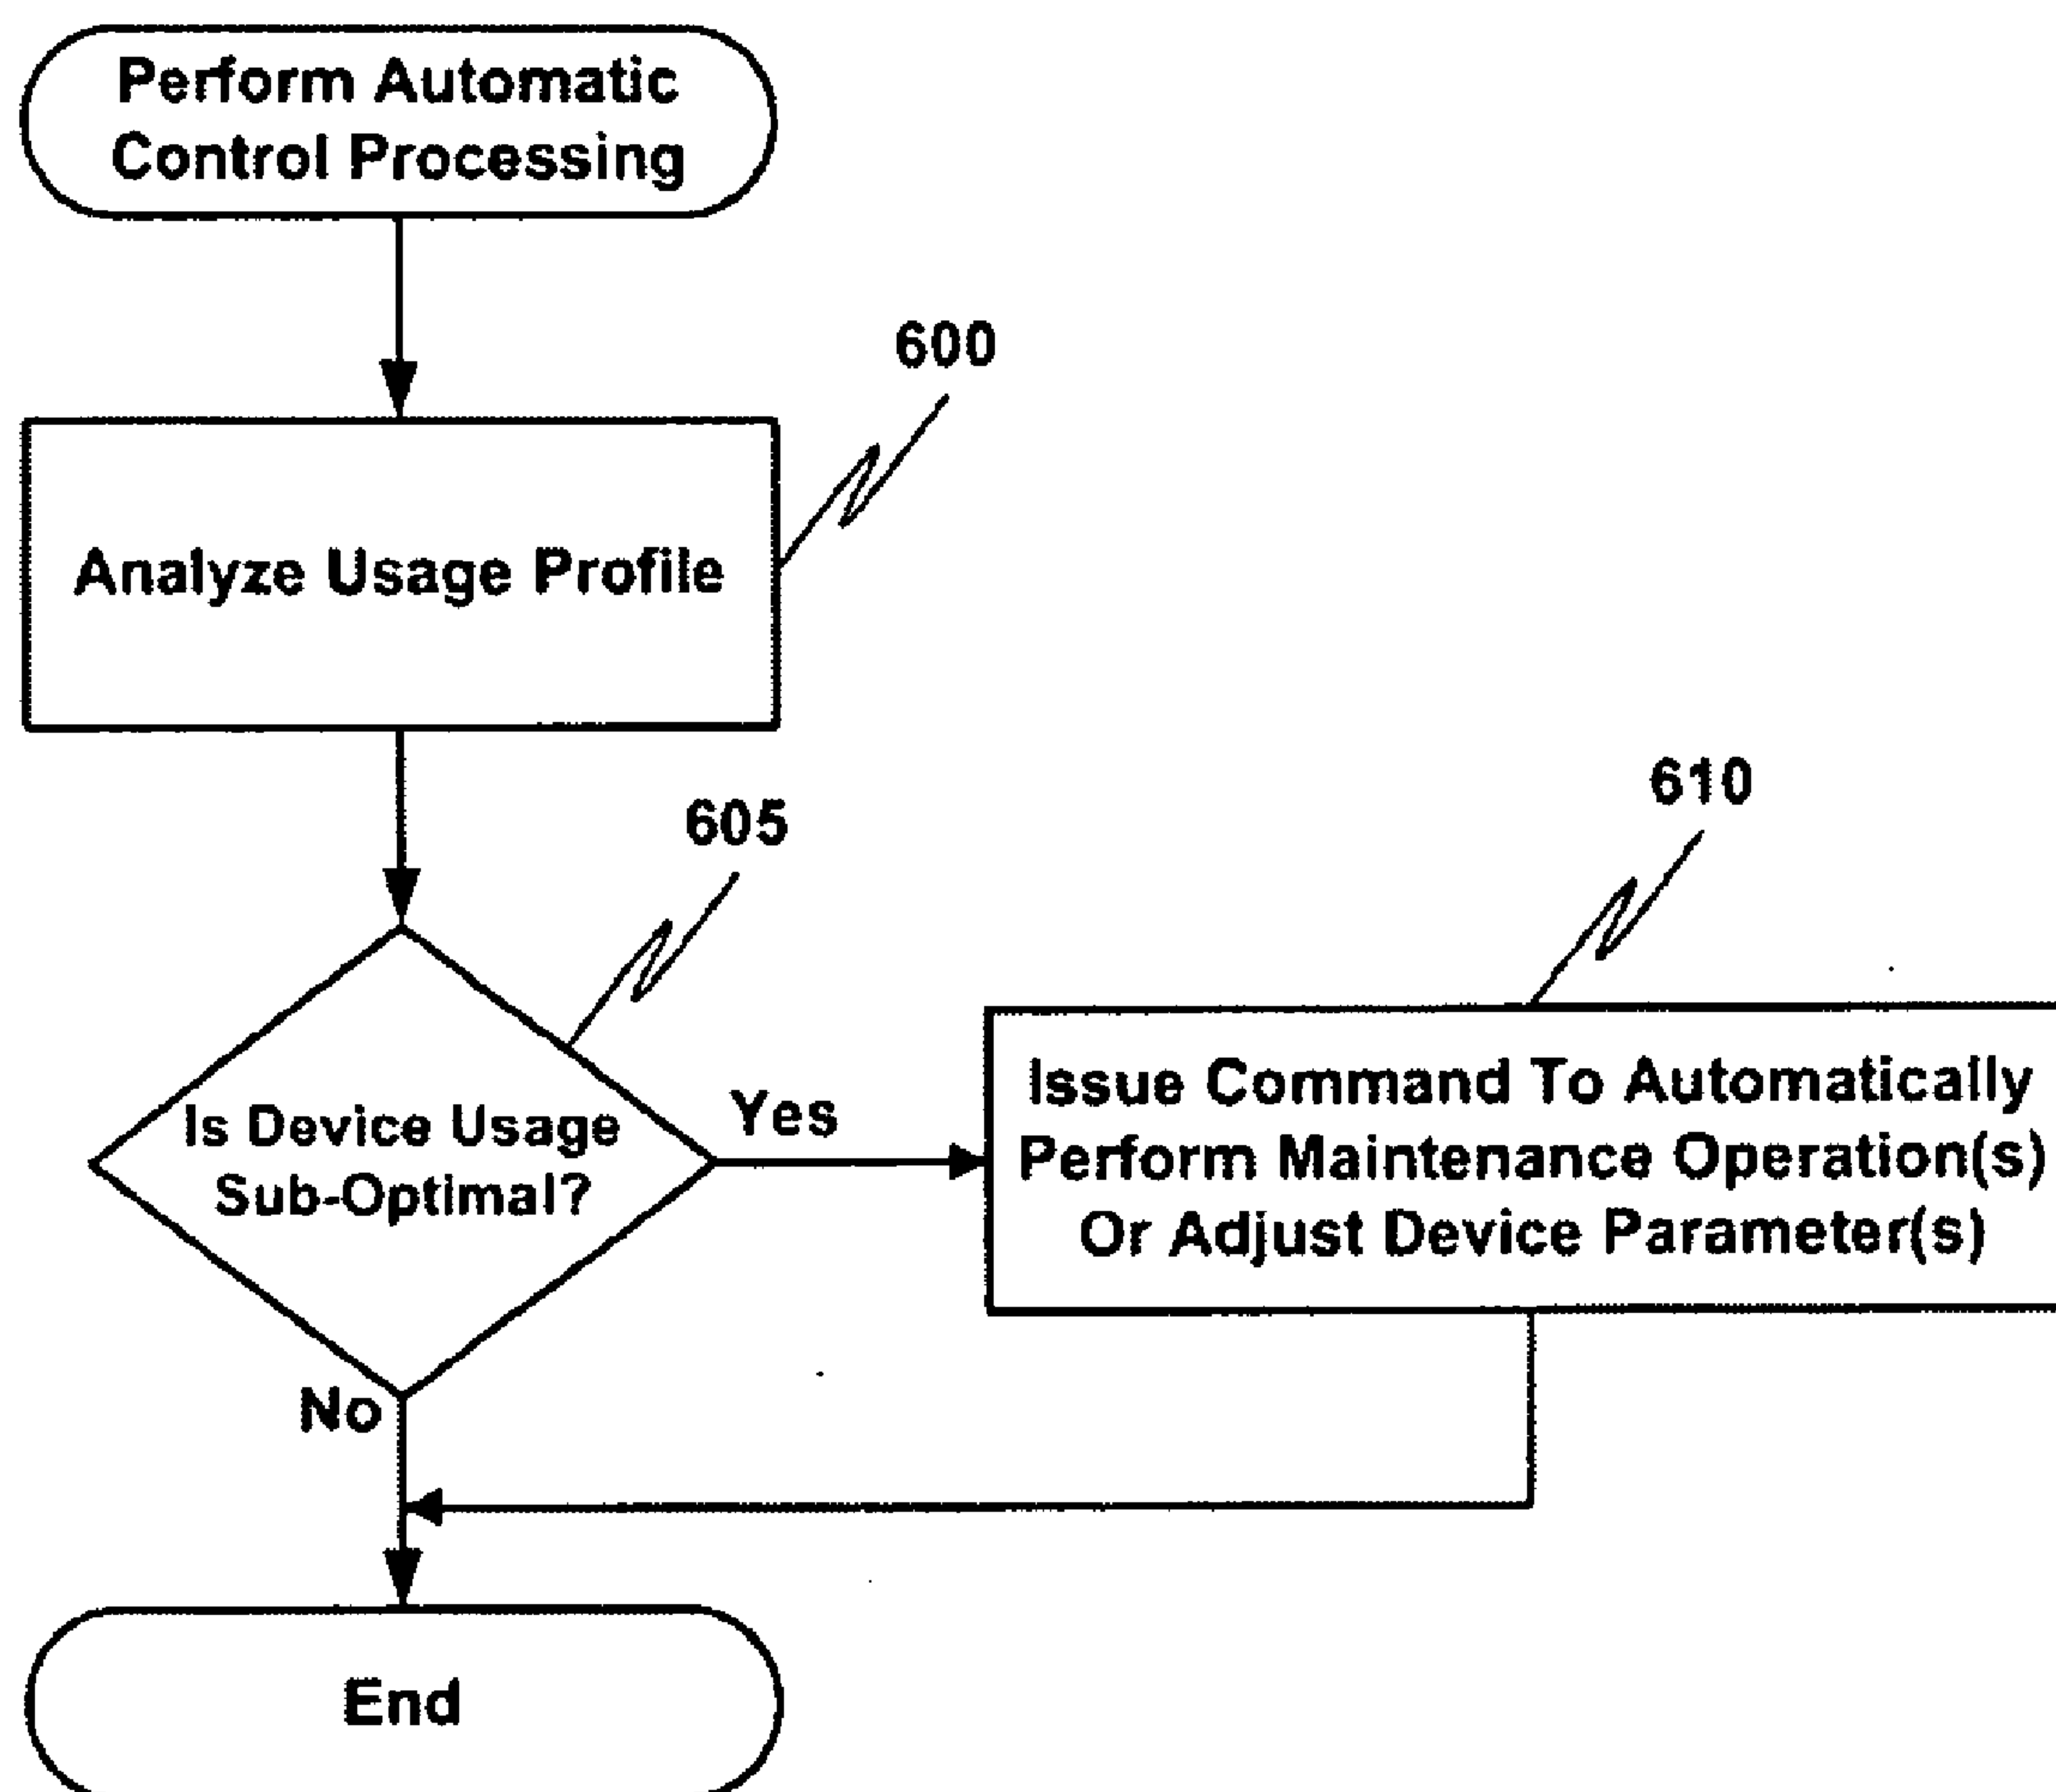 Perform Automatic
Control Processing
600
Analyze Usage Profile
605
610
Is Device Usage
Sub-Optimal?
Yes
Issue Command To Automatically
Perform Maintenance Operation(s)
Or Adjust Device Parameter(s)
No
End